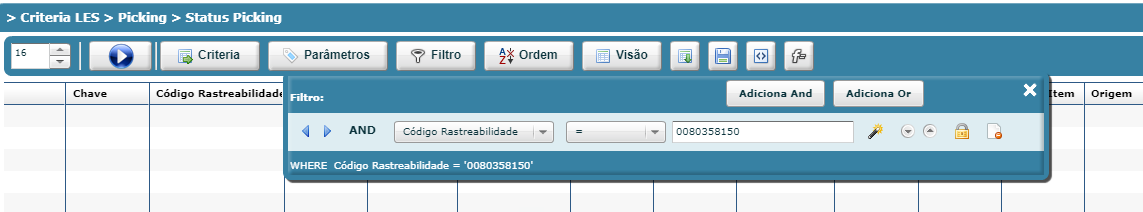 > Criteria LES > Picking > Status Picking
16 Criteria Parâmetros Filtro Ordem Visão
Chave Código Rastreabilidade Item Origem
Filtro: Adiciona And Adiciona Or
AND Código Rastreabilidade = 0080358150
WHERE Código Rastreabilidade = '0080358150'